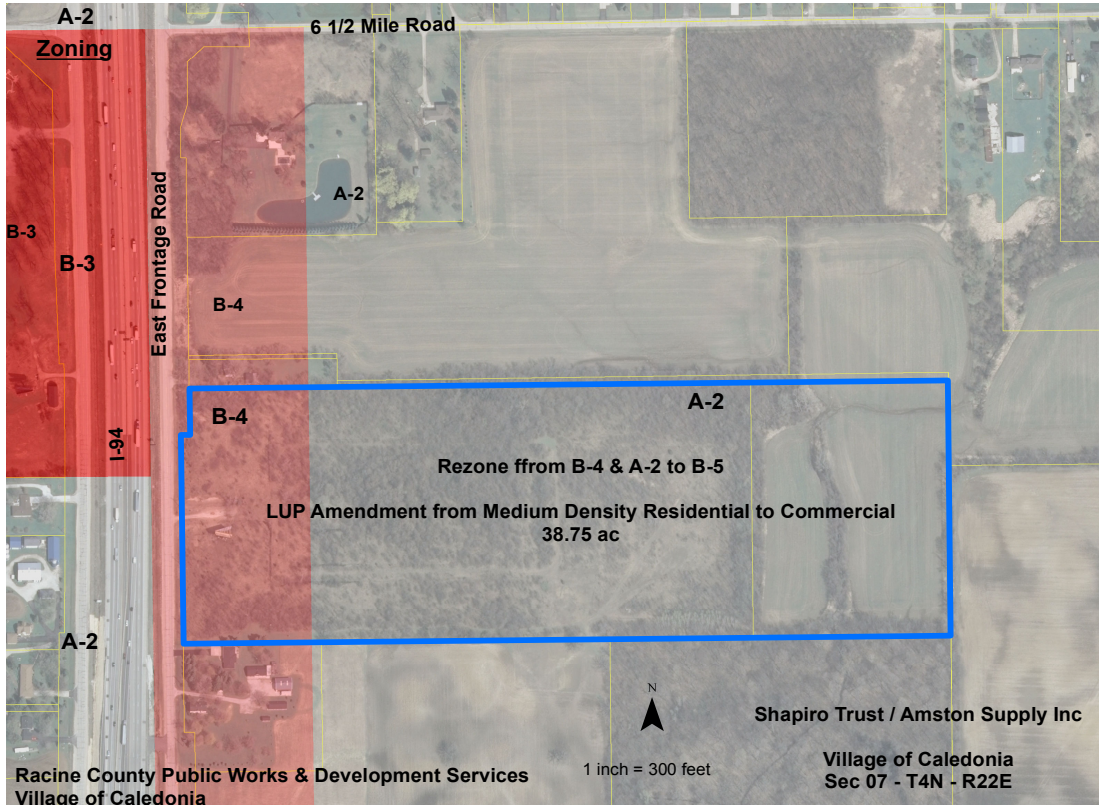 A-2
Zoning
6 1/2 Mile Road
B-3
B-3
East Frontage Road
A-2
B-4
B-4
A-2
I-94
Rezone ffrom B-4 & A-2 to B-5
LUP Amendment from Medium Density Residential to Commercial
38.75 ac
A-2
N
1 inch = 300 feet
Shapiro Trust / Amston Supply Inc
Village of Caledonia
Sec 07 - T4N - R22E
Racine County Public Works & Development Services
Village of Caledonia